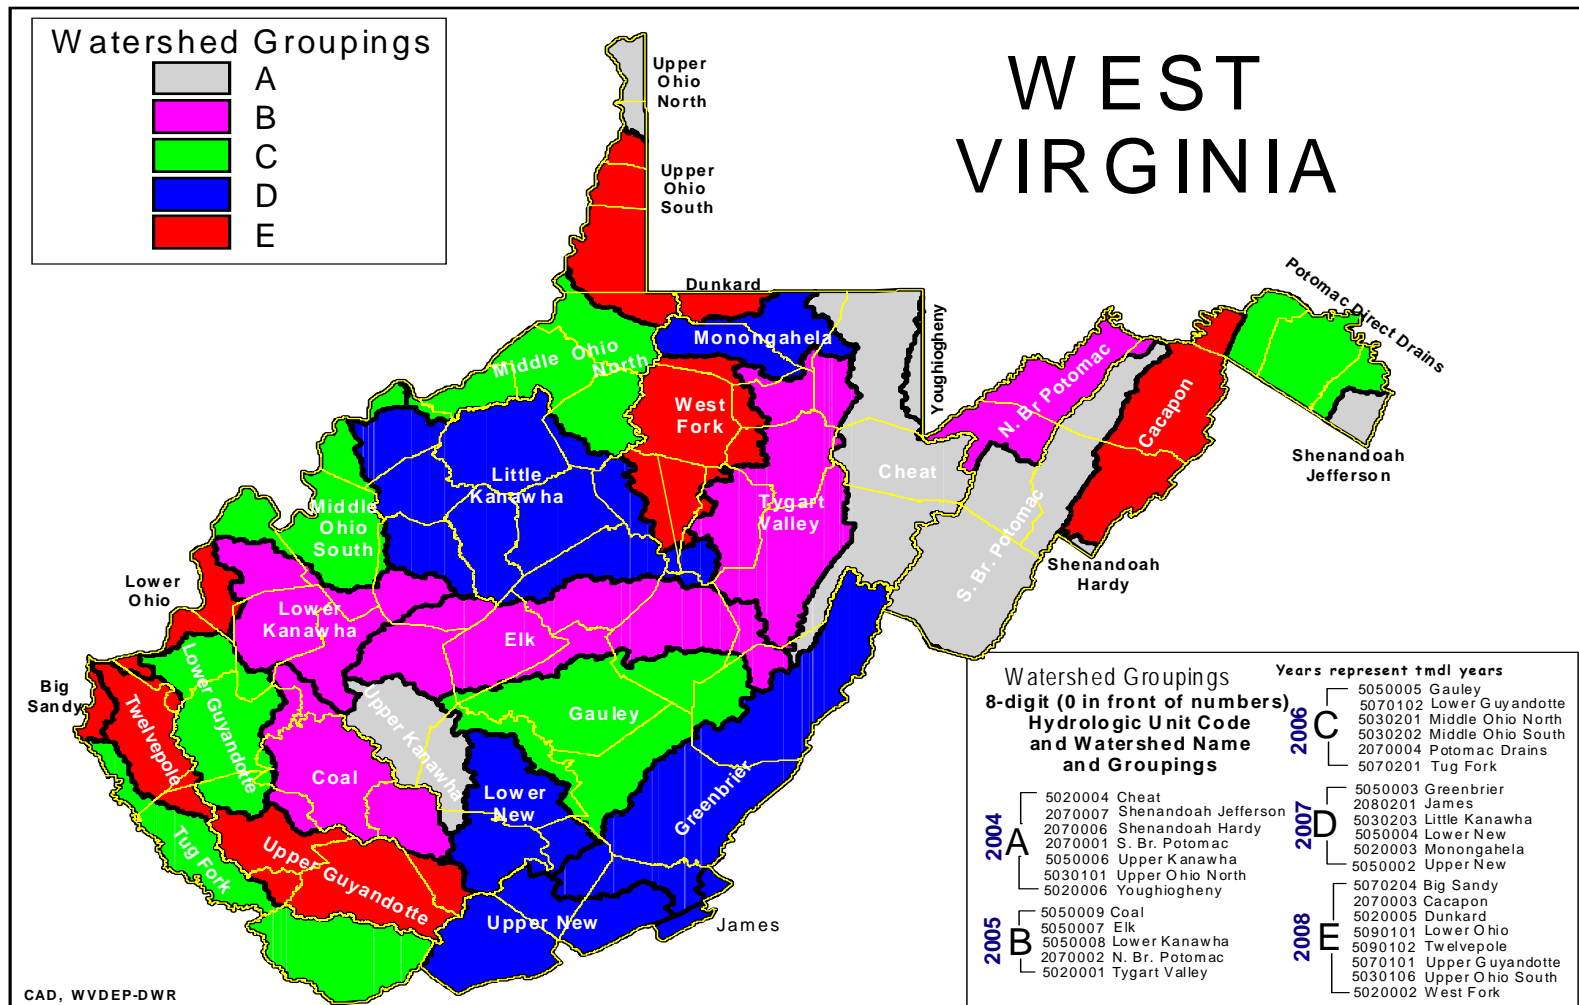 Watershed Groupings
A
B
C
D
E
WEST
VIRGINIA
Upper
Ohio
North
Upper
Ohio
South
Dunkard
Monongahela
Youghiogheny
Potomac Direct Drains
Middle Ohio
North
N. Br Potomac
West
Fork
Cacapon
Shenandoah
Jefferson
Little
Kanawha
Cheat
Tygart
Valley
Middle
Ohio
South
S. Br. Potomac
Shenandoah
Hardy
Lower
Ohio
Lower
Kanawha
Elk
Big
Sandy
Twelvepole
Lower Guyandotte
Upper Kanawha
Gauley
Coal
Lower
New
Greenbrier
Tug Fork
Upper Guyandotte
Upper New
James
Watershed Groupings
8-digit (0 in front of numbers)
Hydrologic Unit Code
and Watershed Name
and Groupings
Years represent tmdl years
2004
A
5020004 Cheat
2070007 Shenandoah Jefferson
2070006 Shenandoah Hardy
2070001 S. Br. Potomac
5050006 Upper Kanawha
5030101 Upper Ohio North
5020006 Youghiogheny
2005
B
5050009 Coal
5050007 Elk
5050008 Lower Kanawha
2070002 N. Br. Potomac
5020001 Tygart Valley
2006
C
5050005 Gauley
5070102 Lower Guyandotte
5030201 Middle Ohio North
5030202 Middle Ohio South
2070004 Potomac Drains
5070201 Tug Fork
2007
D
5050003 Greenbrier
2080201 James
5030203 Little Kanawha
5050004 Lower New
5020003 Monongahela
5050002 Upper New
2008
E
5070204 Big Sandy
2070003 Cacapon
5020005 Dunkard
5090101 Lower Ohio
5090102 Twelvepole
5070101 Upper Guyandotte
5030106 Upper Ohio South
5020002 West Fork
CAD, WVDEP-DWR